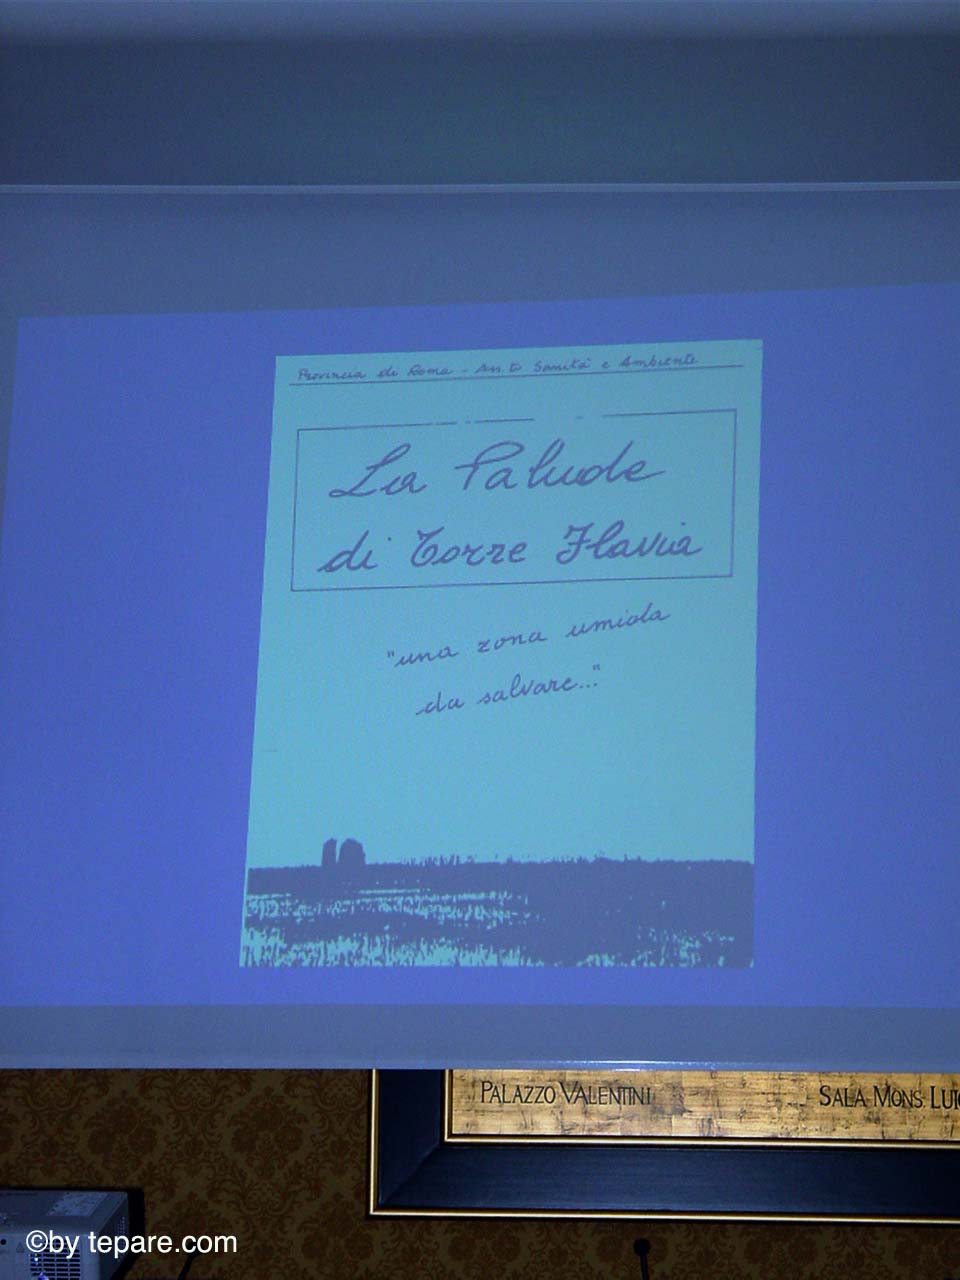 Provincia di Roma - Ass.to Sanità e Ambiente
La Palude
di Torre Flavia
"una zona umida
da salvare..."
PALAZZO VALENTINI
SALA MONS. 
©by tepare.com